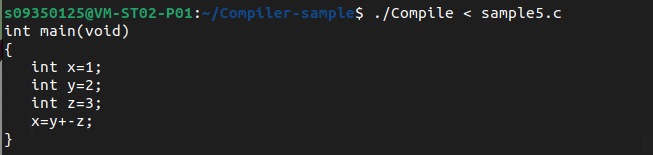 s09350125@VM-ST02-P01:~/Compiler-sample$ ./Compile < sample5.c
int main(void)
{
   int x=1;
   int y=2;
   int z=3;
   x=y+-z;
}